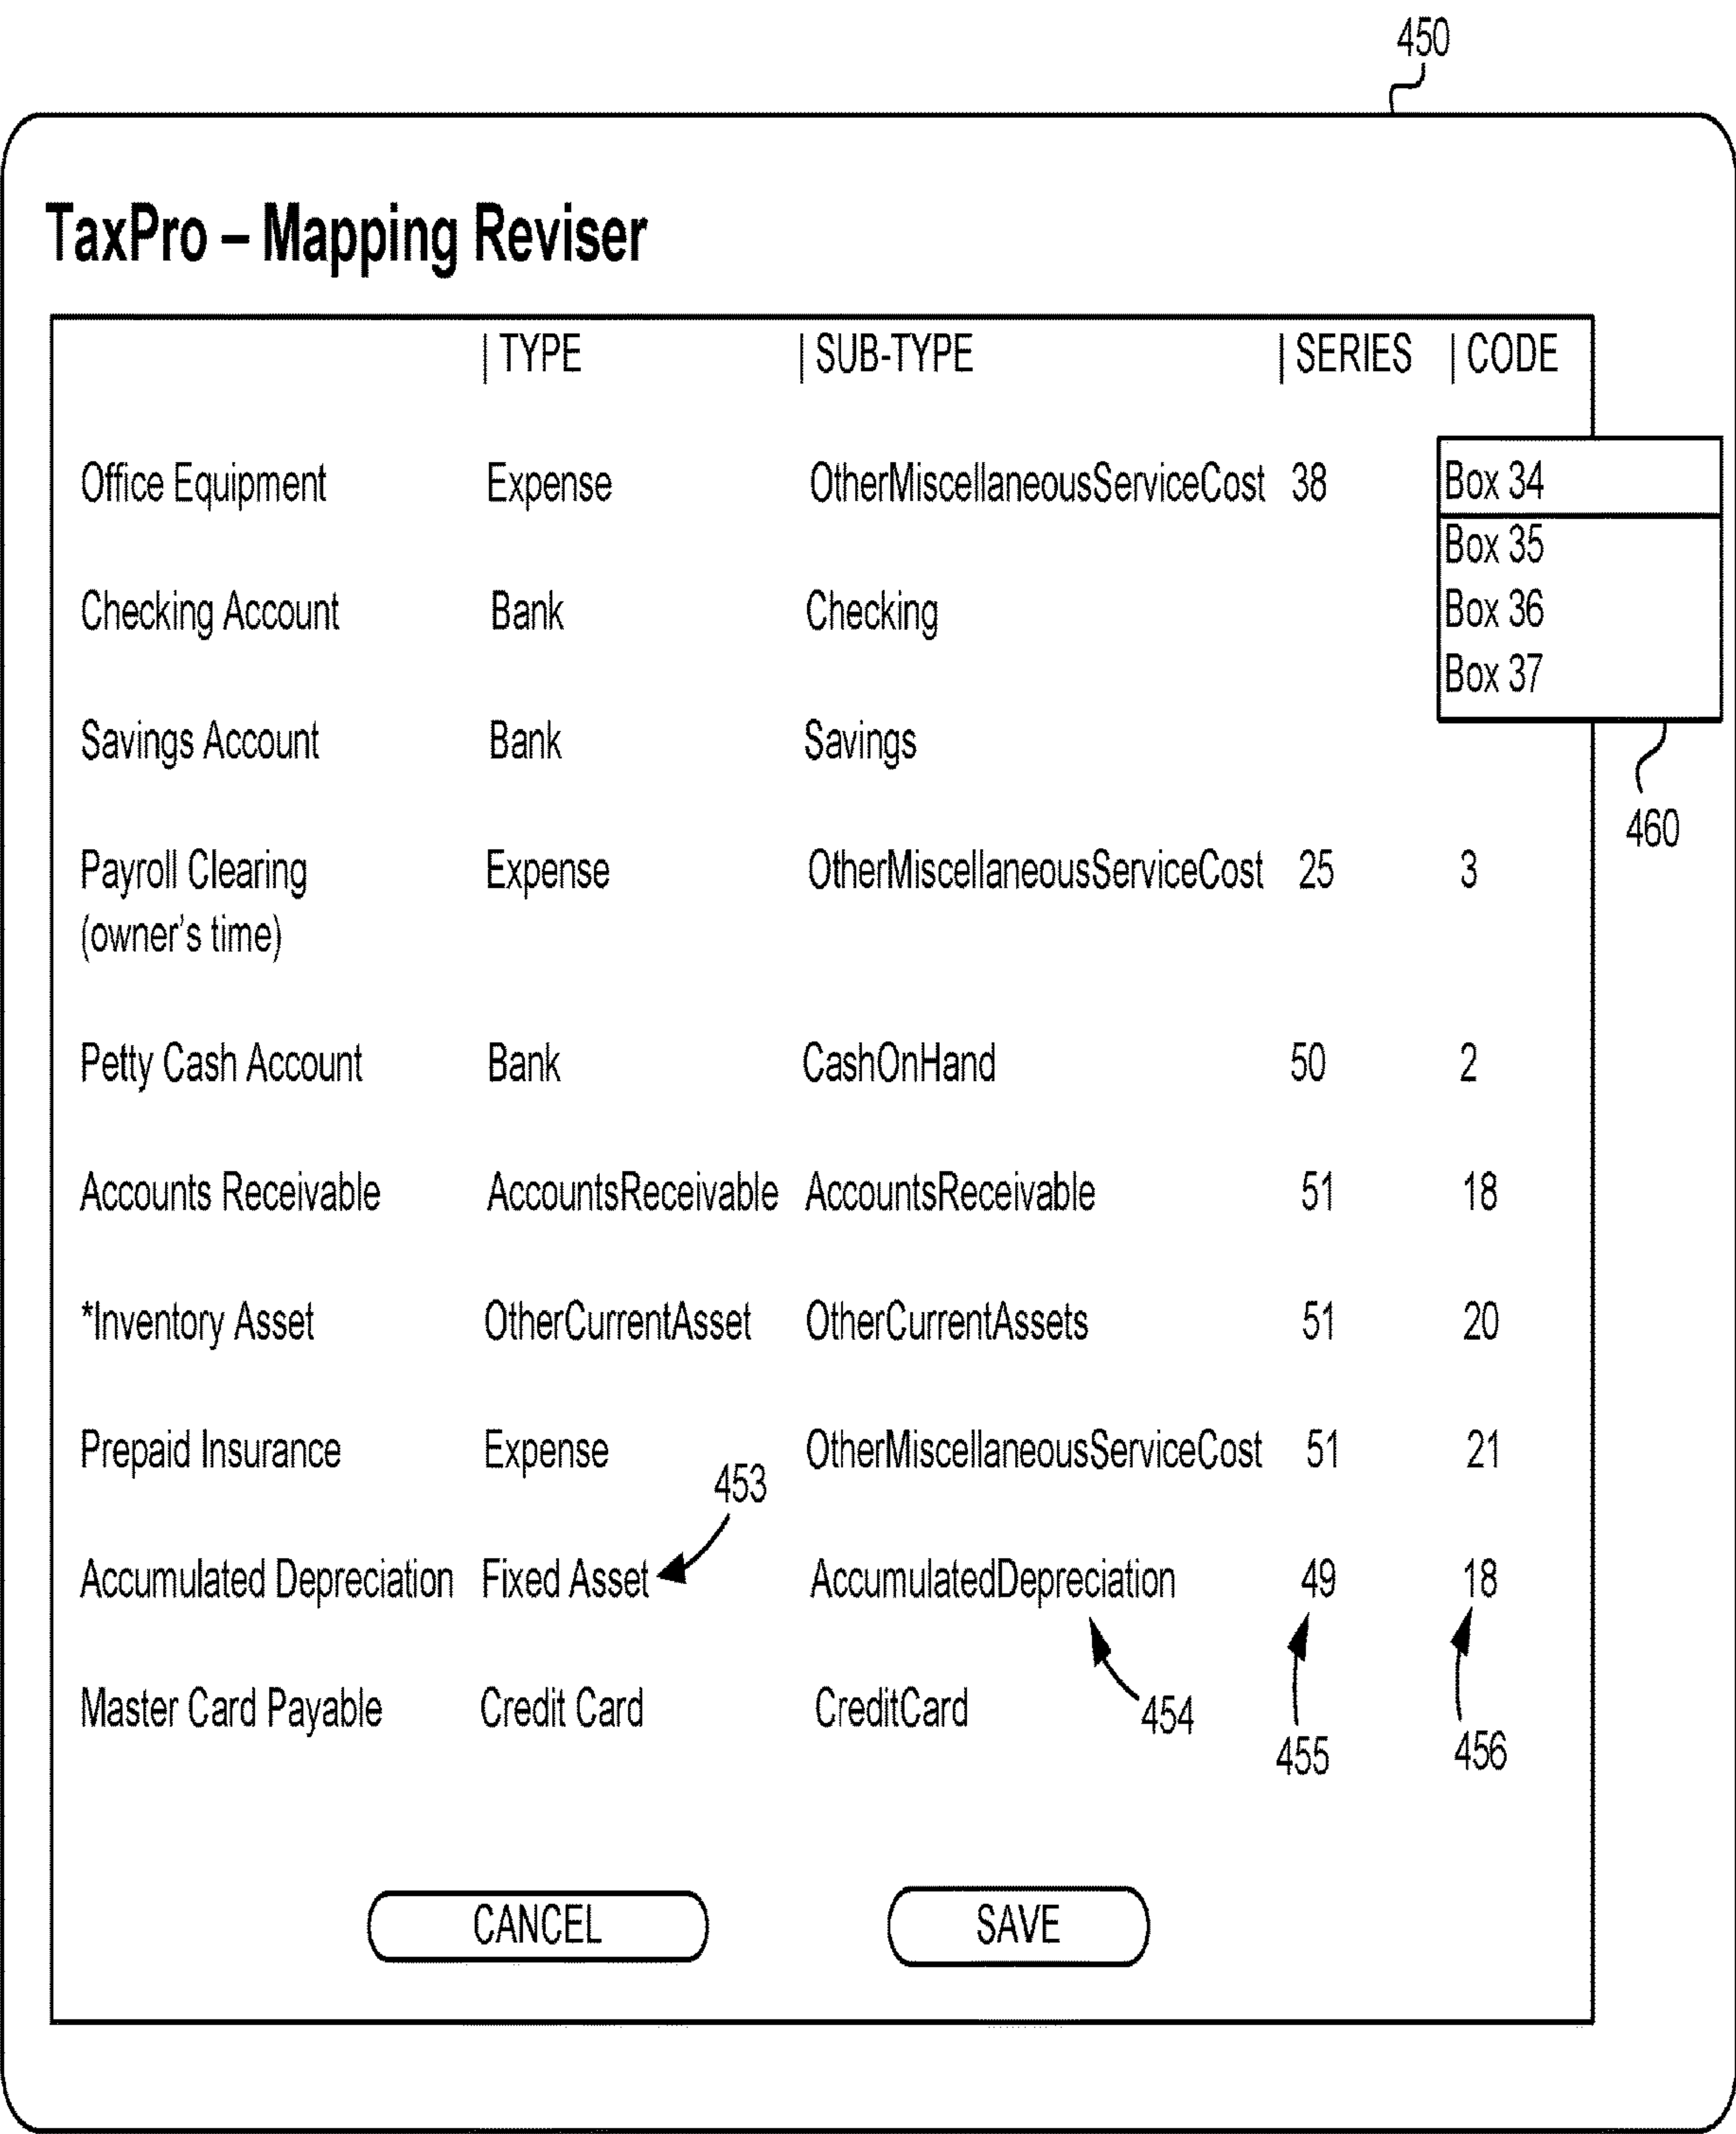 450
TaxPro – Mapping Reviser
| TYPE | SUB-TYPE | SERIES | CODE
Office Equipment Expense OtherMiscellaneousServiceCost 38 Box 34
Box 35
Checking Account Bank Checking Box 36
Box 37
Savings Account Bank Savings
460
Payroll Clearing Expense OtherMiscellaneousServiceCost 25 3
(owner's time)
Petty Cash Account Bank CashOnHand 50 2
Accounts Receivable AccountsReceivable AccountsReceivable 51 18
*Inventory Asset OtherCurrentAsset OtherCurrentAssets 51 20
Prepaid Insurance Expense OtherMiscellaneousServiceCost 51 21
453
Accumulated Depreciation Fixed Asset AccumulatedDepreciation 49 18
Master Card Payable Credit Card CreditCard 454
455 456
CANCEL SAVE